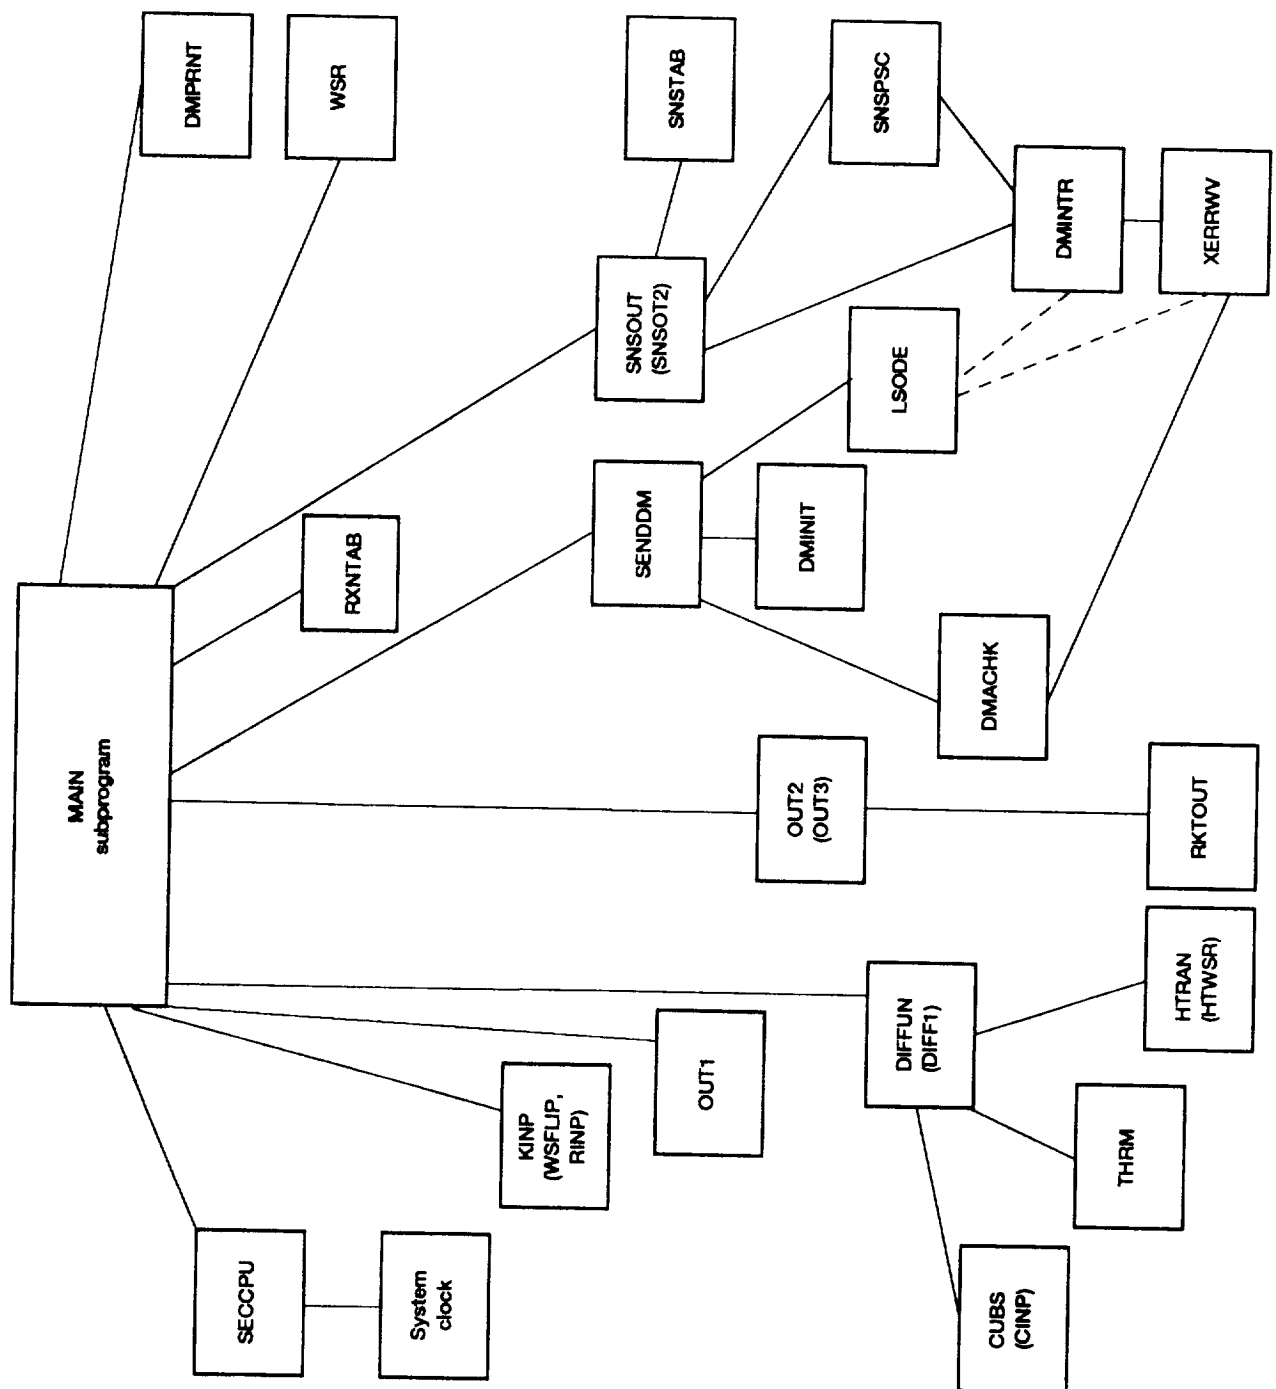 MAIN
subprogram
DMPRNT
WSR
RXNTAB
SECCPU
System
clock
KINP
(WSFLIP,
RINP)
OUT1
SNSOUT
(SNSOT2)
SNSTAB
SENDDM
DMINIT
OUT2
(OUT3)
SNSPSC
LSODE
DIFFUN
(DIFF1)
DMACHK
CUBS
(CINP)
DMINTR
THRM
HTRAN
(HTWSR)
RKTOUT
XERRWV